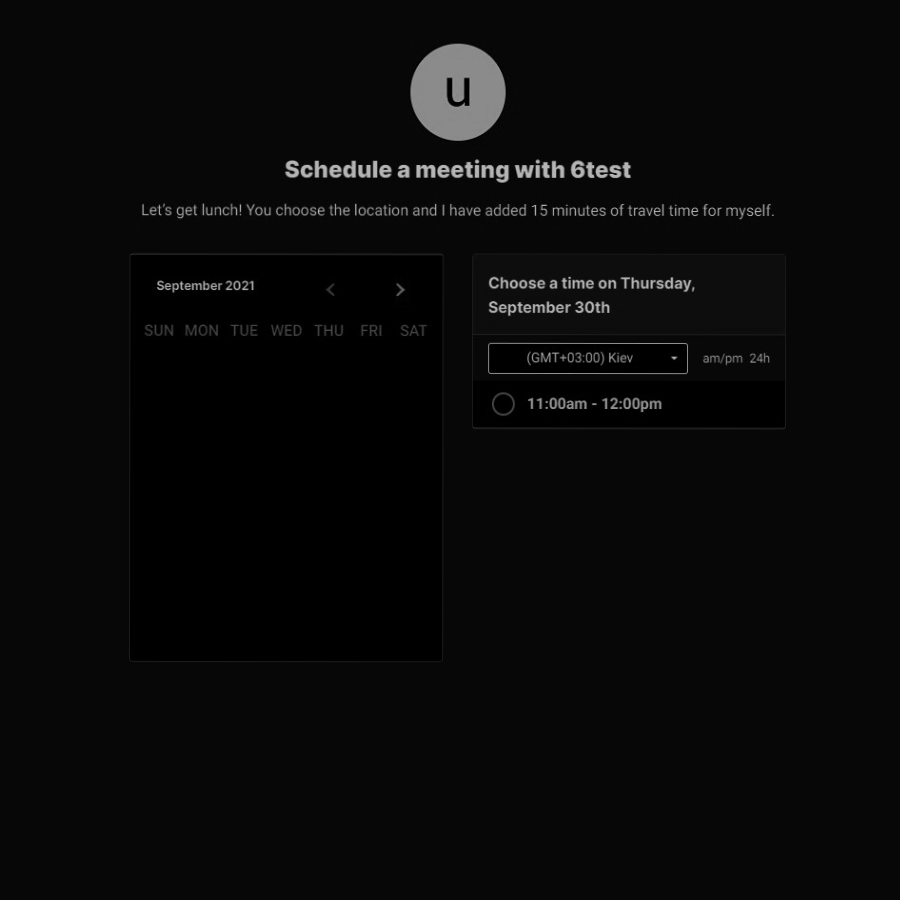 u
Schedule a meeting with 6test
Let's get lunch! You choose the location and I have added 15 minutes of travel time for myself.
September 2021
SUN MON TUE WED THU FRI SAT
Choose a time on Thursday,
September 30th
(GMT+03:00) Kiev
am/pm 24h
11:00am - 12:00pm